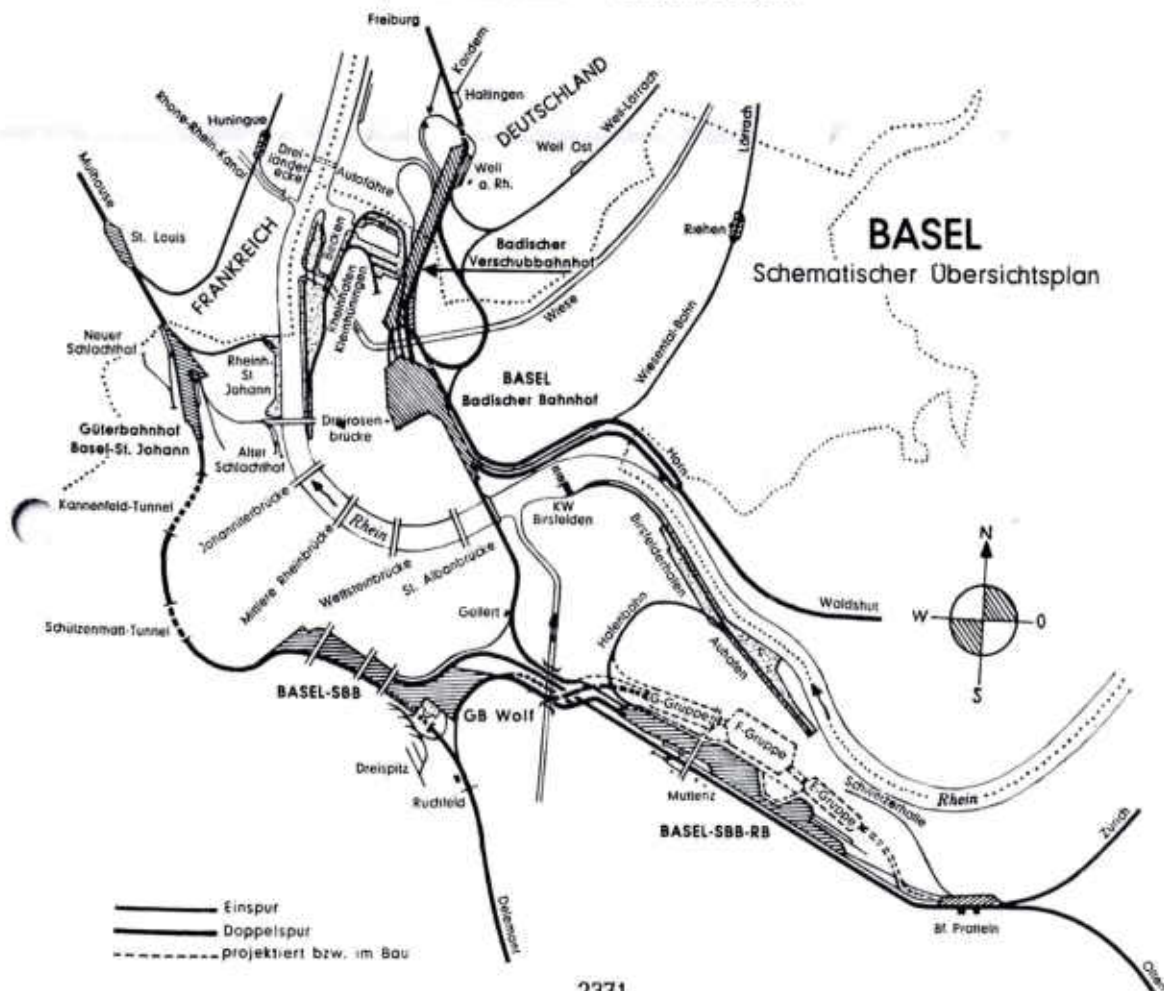 Freiburg
Kandern
Haltingen
DEUTSCHLAND
Weil-Lörrach
Weil Ost
Lörrach
Weil
a. Rh.
Huningue
Rhone-Rhein-Kanal
Drei-
länder-
ecke
Autofähre
Mulhouse
St. Louis
FRANKREICH
Riehen
BASEL
Schematischer Übersichtsplan
Badischer
Verschubbahnhof
Rheinhafen
Kleinhüningen
Wiese
Wiesental-Bahn
Neuer
Schlachthof
Rheinh.
St.
Johann
BASEL
Badischer Bahnhof
Dreirosen-
brücke
Güterbahnhof
Basel-St. Johann
Alter
Schlachthof
Horn
Kannenfeld-Tunnel
Johanniterbrücke
Rhein
KW
Birsfelden
Mittlere Rheinbrücke
Wettsteinbrücke
St. Albanbrücke
Birsfelderhafen
Gellert
Waldshut
N
W
O
S
Schützenmatt-Tunnel
Hafenbahn
Auhafen
BASEL-SBB
GB Wolf
G-Gruppe
F-Gruppe
E-Gruppe
Dreispitz
Ruchfeld
Muttenz
Schweizerhalle
Rhein
BASEL-SBB-RB
Zürich
Delemont
Bf. Pratteln
Olten
Einspur
Doppelspur
projektiert bzw. im Bau
2371